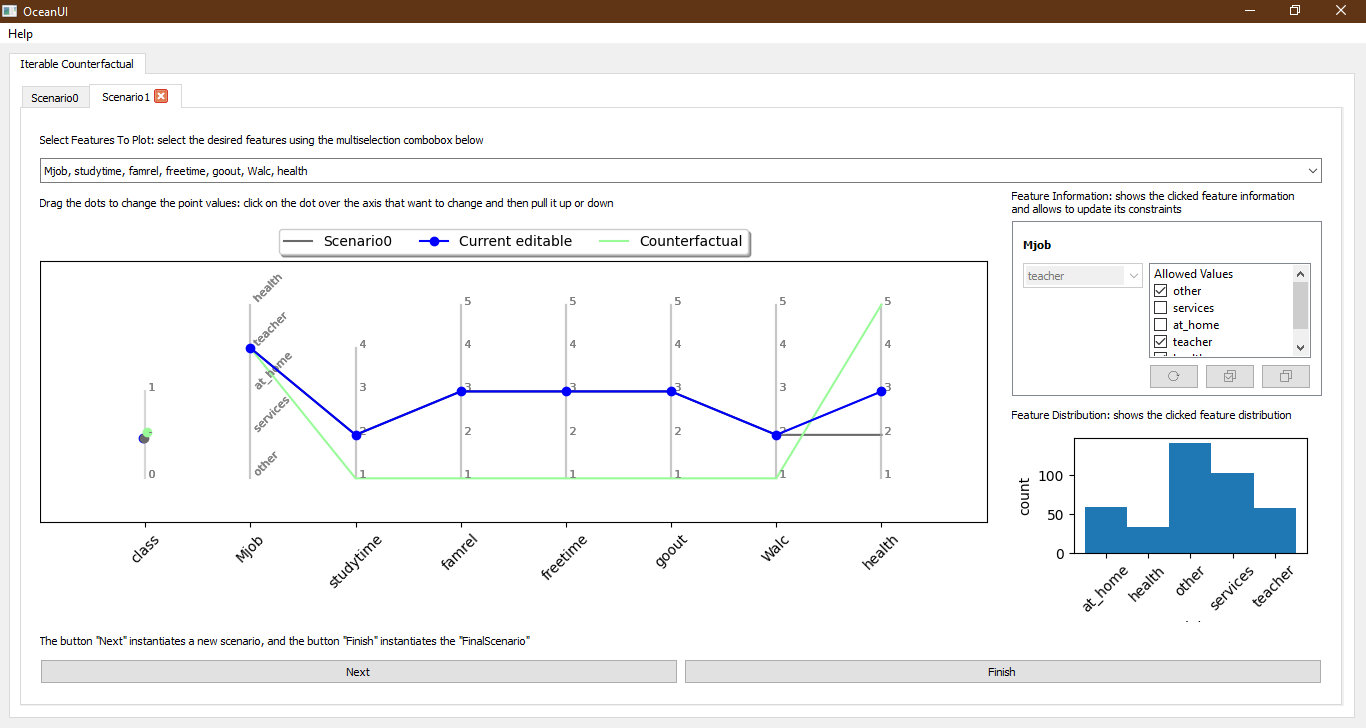 OceanUI
Help
Iterable Counterfactual
Scenario0
Scenario1
Select Features To Plot: select the desired features using the multiselection combobox below
Mjob, studytime, famrel, freetime, goout, Walc, health
Drag the dots to change the point values: click on the dot over the axis that want to change and then pull it up or down
Scenario0
Current editable
Counterfactual
1
0
health
teacher
at_home
services
other
4
3
2
1
5
4
3
2
1
5
4
3
2
1
5
4
3
2
1
5
4
3
2
1
5
4
3
2
1
class
Mjob
studytime
famrel
freetime
goout
Walc
health
Feature Information: shows the clicked feature information
and allows to update its constraints
Mjob
teacher
Allowed Values
other
services
at_home
teacher
Feature Distribution: shows the clicked feature distribution
count
100
50
0
at_home
health
other
services
teacher
The button "Next" instantiates a new scenario, and the button "Finish" instantiates the "FinalScenario"
Next
Finish